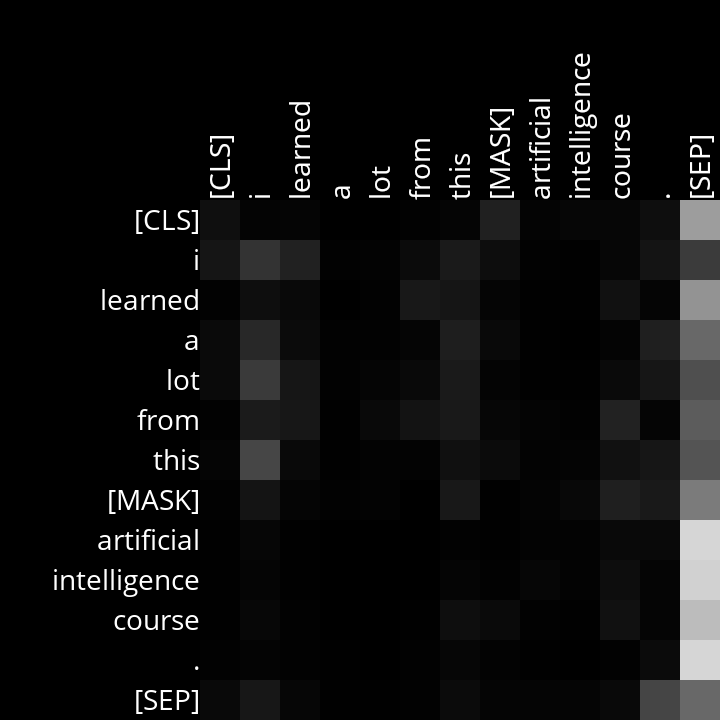 [CLS] i learned a lot from this [MASK] artificial intelligence course . [SEP]
[CLS]
i
learned
a
lot
from
this
[MASK]
artificial
intelligence
course
.
[SEP]